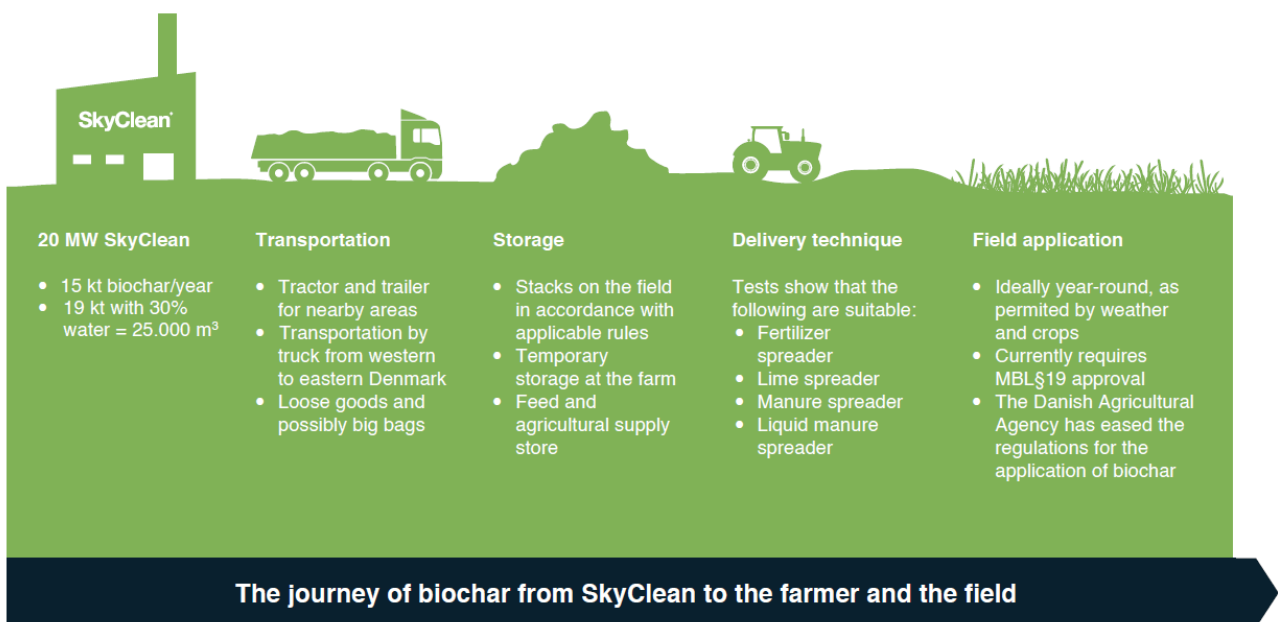 SkyClean®
20 MW SkyClean
• 15 kt biochar/year
• 19 kt with 30%
water = 25.000 m³
Transportation
• Tractor and trailer
for nearby areas
• Transportation by
truck from western
to eastern Denmark
• Loose goods and
possibly big bags
Storage
• Stacks on the field
in accordance with
applicable rules
• Temporary
storage at the farm
• Feed and
agricultural supply
store
Delivery technique
Tests show that the
following are suitable:
• Fertilizer
spreader
• Lime spreader
• Manure spreader
• Liquid manure
spreader
Field application
• Ideally year-round, as
permitted by weather
and crops
• Currently requires
MBL§19 approval
• The Danish Agricultural
Agency has eased the
regulations for the
application of biochar
The journey of biochar from SkyClean to the farmer and the field